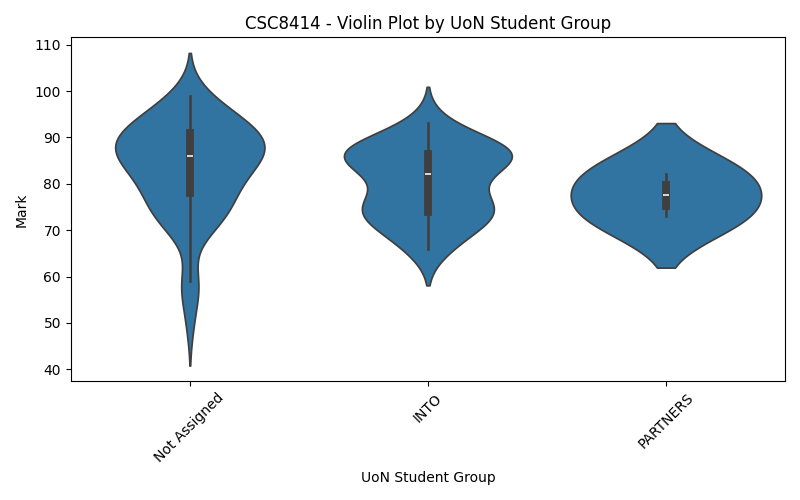 CSC8414 - Violin Plot by UoN Student Group
110
100
90
80
70
60
50
40
Mark
Not Assigned
INTO
PARTNERS
UoN Student Group